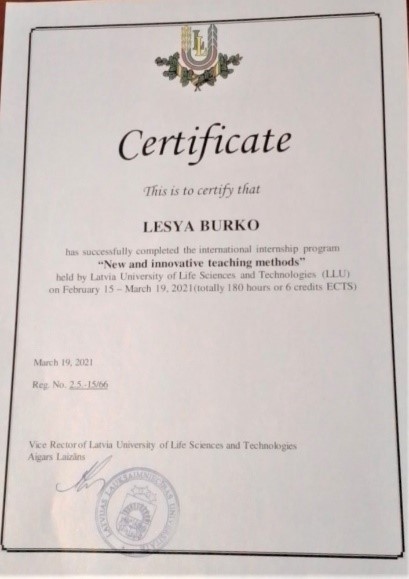 Certificate
This is to certify that
LESYA BURKO
has successfully completed the international internship program
“New and innovative teaching methods”
held by Latvia University of Life Sciences and Technologies (LLU)
on February 15 – March 19, 2021(totally 180 hours or 6 credits ECTS)
March 19, 2021
Reg. No. 2.5.-15/66
Vice Rector of Latvia University of Life Sciences and Technologies
Aigars Laizāns
LATVIJAS LAUKSAIMNIECĪBAS UNIVERSITĀTE